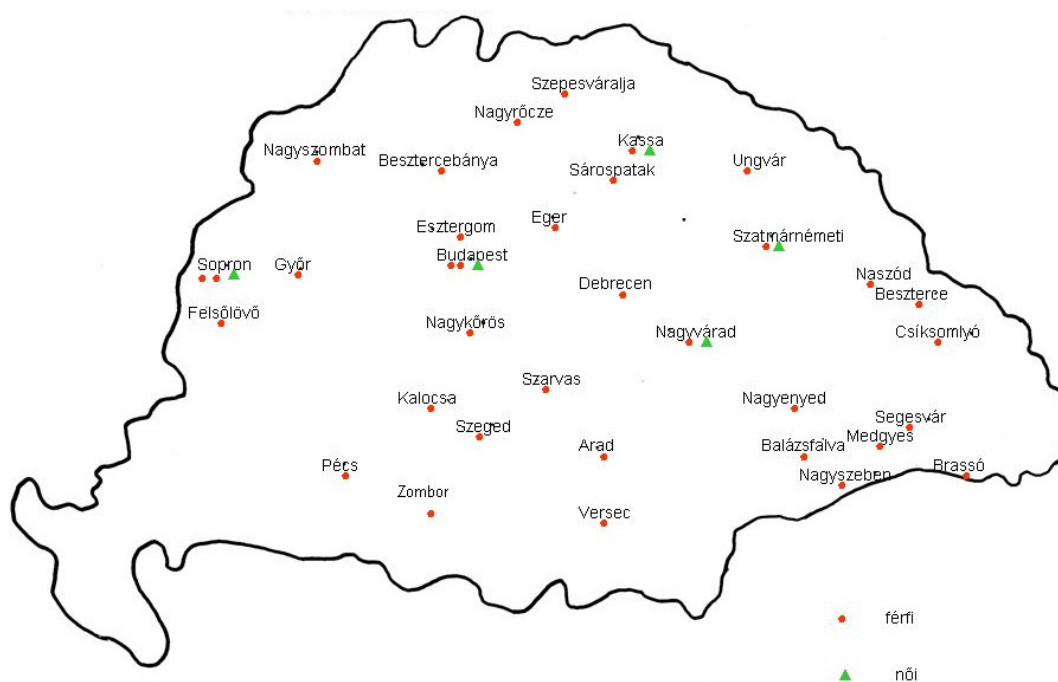 Szepesváralja
Nagyrőcze
Kassa
Nagyszombat
Besztercebánya
Sárospatak
Ungvár
Esztergom
Eger
Szatmárnémeti
Sopron
Győr
Budapest
Debrecen
Naszód
Beszterce
Felsőlövő
Nagykőrös
Nagyvárad
Csíksomlyó
Szarvas
Kalocsa
Nagyenyed
Szeged
Segesvár
Arad
Balázsfalva
Medgyes
Pécs
Nagyszeben
Brassó
Zombor
Versec
férfi
női